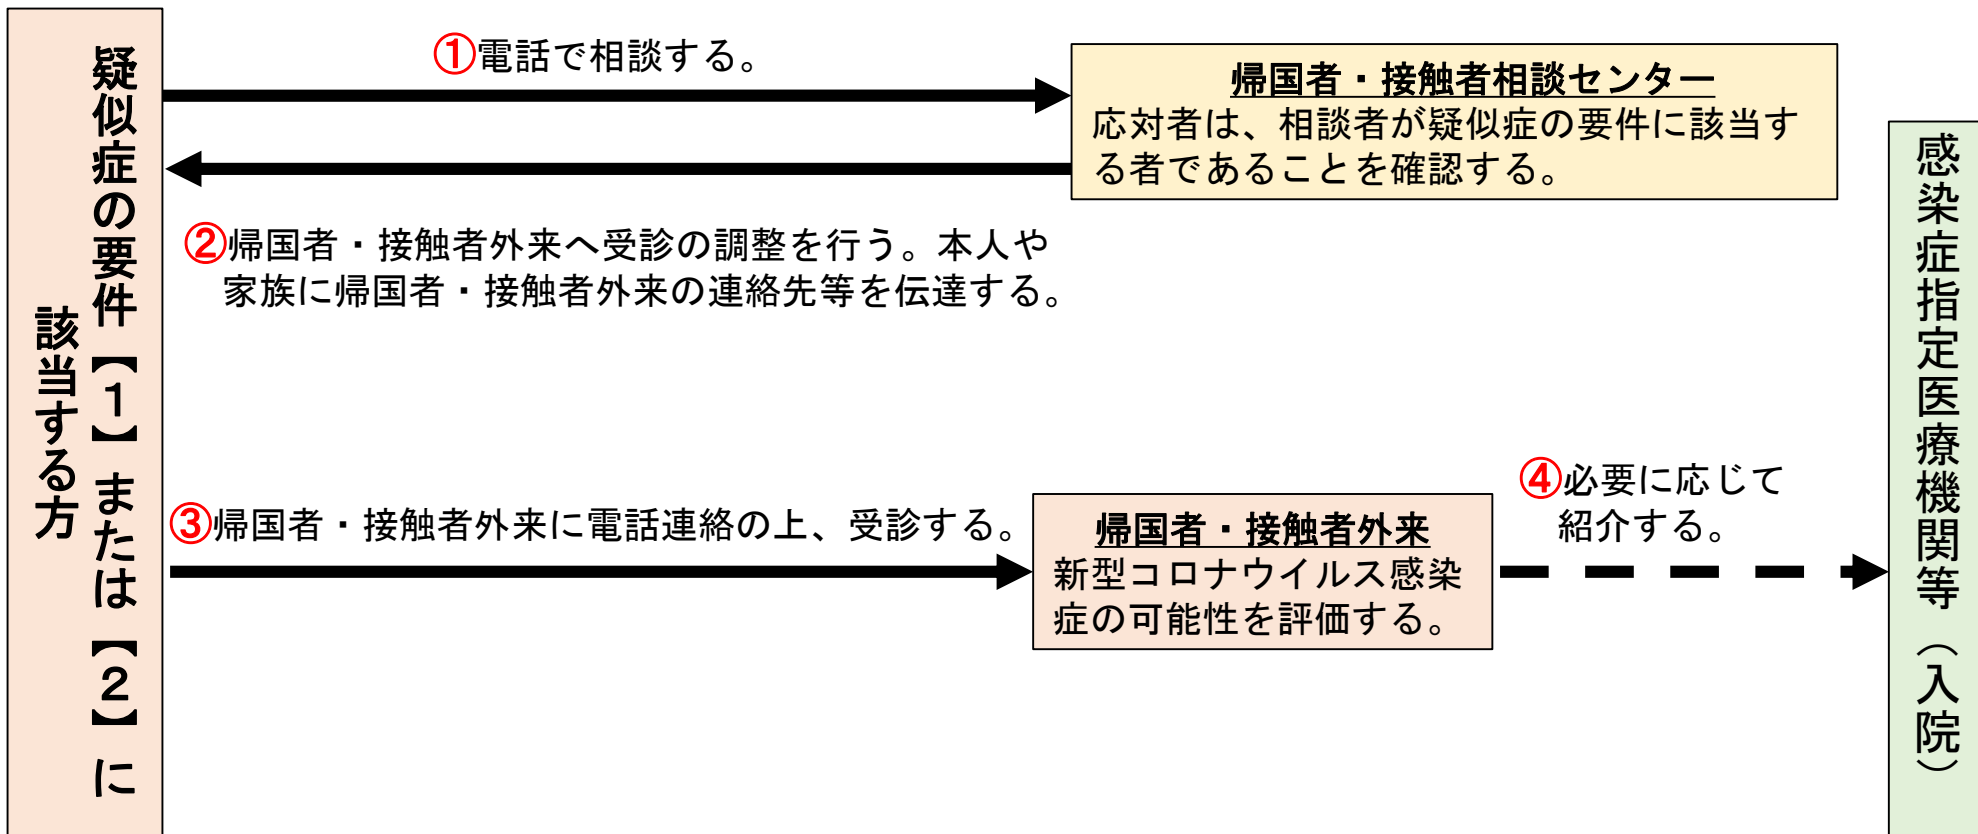 疑似症の要件【１】または【２】に
該当する方
①電話で相談する。
帰国者・接触者相談センター
応対者は、相談者が疑似症の要件に該当す
る者であることを確認する。
②帰国者・接触者外来へ受診の調整を行う。本人や
家族に帰国者・接触者外来の連絡先等を伝達する。
③帰国者・接触者外来に電話連絡の上、受診する。
帰国者・接触者外来
新型コロナウイルス感染
症の可能性を評価する。
④必要に応じて
紹介する。
感染症指定医療機関等（入院）